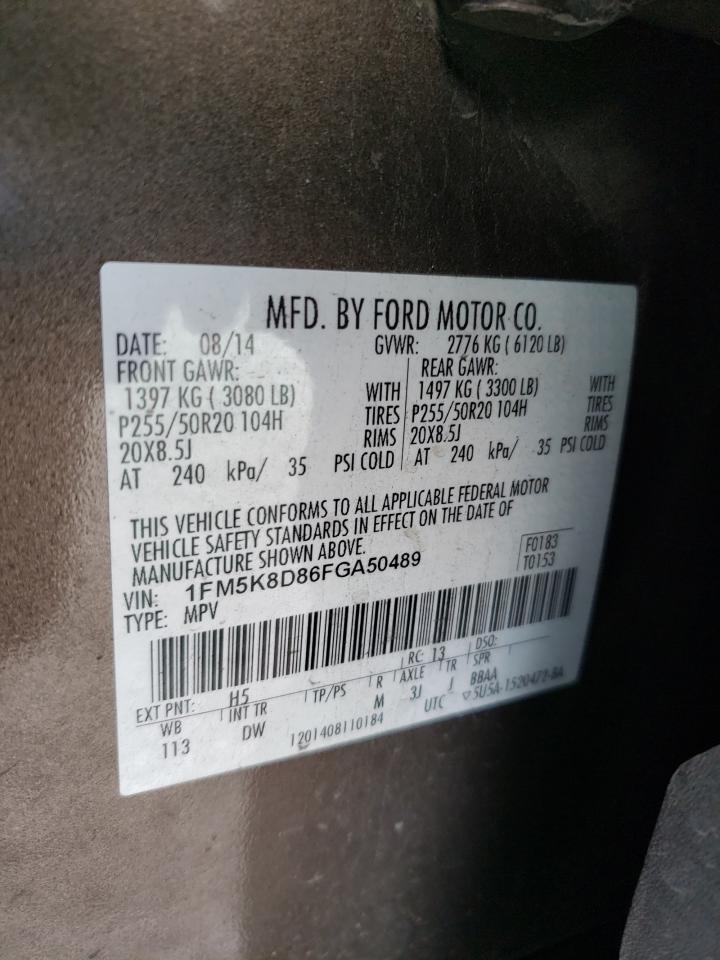 MFD. BY FORD MOTOR CO.
DATE: 08/14 GVWR: 2776 KG ( 6120 LB)
FRONT GAWR: REAR GAWR:
1397 KG ( 3080 LB) WITH 1497 KG ( 3300 LB) WITH
P255/50R20 104H TIRES P255/50R20 104H TIRES
20X8.5J RIMS 20X8.5J RIMS
AT 240 kPa/ 35 PSI COLD AT 240 kPa/ 35 PSI COLD
THIS VEHICLE CONFORMS TO ALL APPLICABLE FEDERAL MOTOR
VEHICLE SAFETY STANDARDS IN EFFECT ON THE DATE OF
MANUFACTURE SHOWN ABOVE.
F0183
VIN: 1FM5K8D86FGA50489 T0153
TYPE: MPV
EXT PNT: H5 RC: 13 DSO:
WB INT TR TP/PS R AXLE TR SPR
113 DW M 3J J BBAA
1201408110184 UTC ▽5U5A-1520472-BA